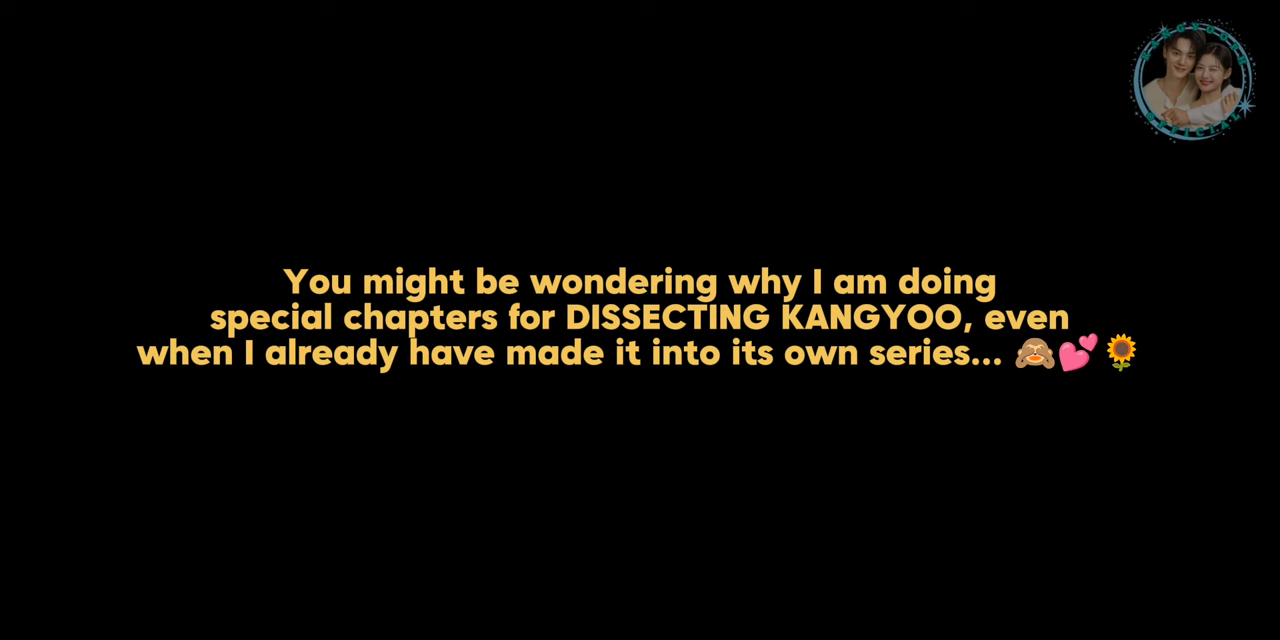 You might be wondering why I am doing
special chapters for DISSECTING KANGYOO, even
when I already have made it into its own series... 🙈💕🌻
OFFICIAL